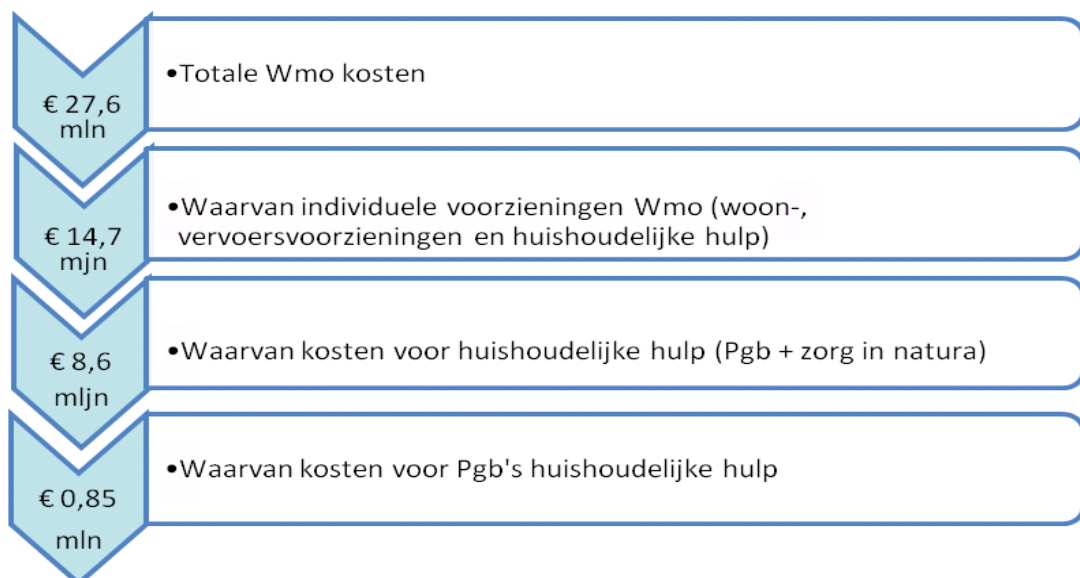 € 27,6
mln
•Totale Wmo kosten
€ 14,7
mjn
•Waarvan individuele voorzieningen Wmo (woon-,
vervoersvoorzieningen en huishoudelijke hulp)
€ 8,6
mljn
•Waarvan kosten voor huishoudelijke hulp (Pgb + zorg in natura)
€ 0,85
mln
•Waarvan kosten voor Pgb's huishoudelijke hulp